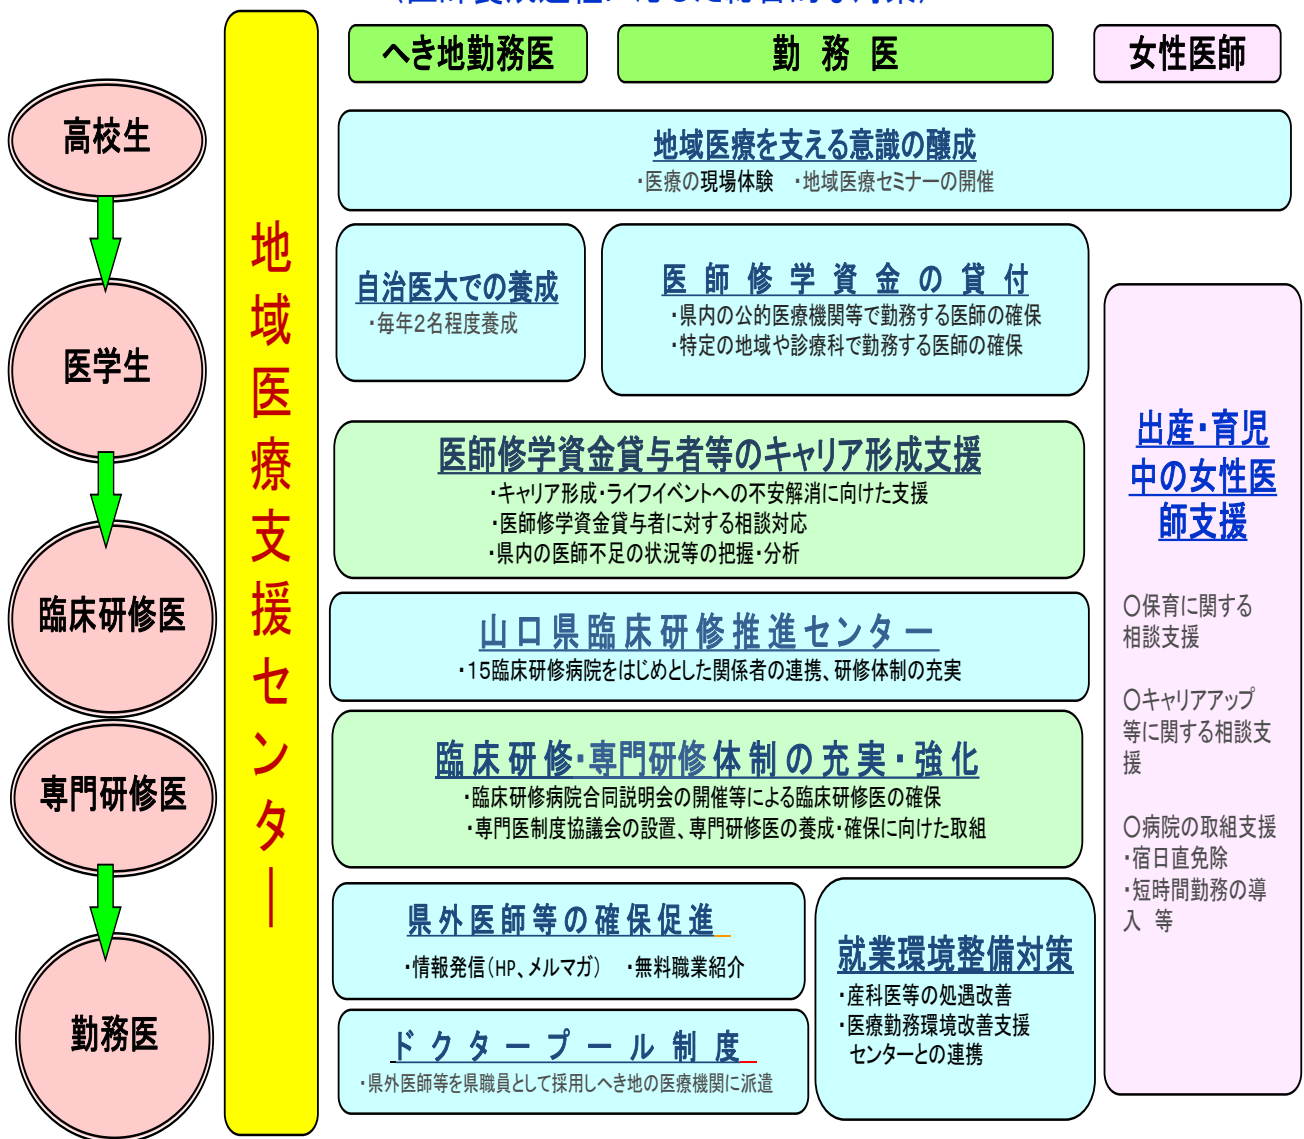 (医師養成過程に応じた総合的な対策)
へき地勤務医
勤 務 医
女性医師
高校生
医学生
臨床研修医
専門研修医
勤務医
地域医療支援センター
地域医療を支える意識の醸成
・医療の現場体験 ・地域医療セミナーの開催
自治医大での養成
・毎年2名程度養成
医 師 修 学 資 金 の 貸 付
・県内の公的医療機関等で勤務する医師の確保
・特定の地域や診療科で勤務する医師の確保
医師修学資金貸与者等のキャリア形成支援
・キャリア形成・ライフイベントへの不安解消に向けた支援
・医師修学資金貸与者に対する相談対応
・県内の医師不足の状況等の把握・分析
山口県臨床研修推進センター
・15臨床研修病院をはじめとした関係者の連携、研修体制の充実
臨床研修・専門研修体制の充実・強化
・臨床研修病院合同説明会の開催等による臨床研修医の確保
・専門医制度協議会の設置、専門研修医の養成・確保に向けた取組
県外医師等の確保促進
・情報発信(HP、メルマガ) ・無料職業紹介
ドクタープール制度
・県外医師等を県職員として採用しへき地の医療機関に派遣
就業環境整備対策
・産科医等の処遇改善
・医療勤務環境改善支援
センターとの連携
出産・育児
中の女性医
師支援
○保育に関する
相談支援
○キャリアアップ
等に関する相談支
援
○病院の取組支援
・宿日直免除
・短時間勤務の導
入 等